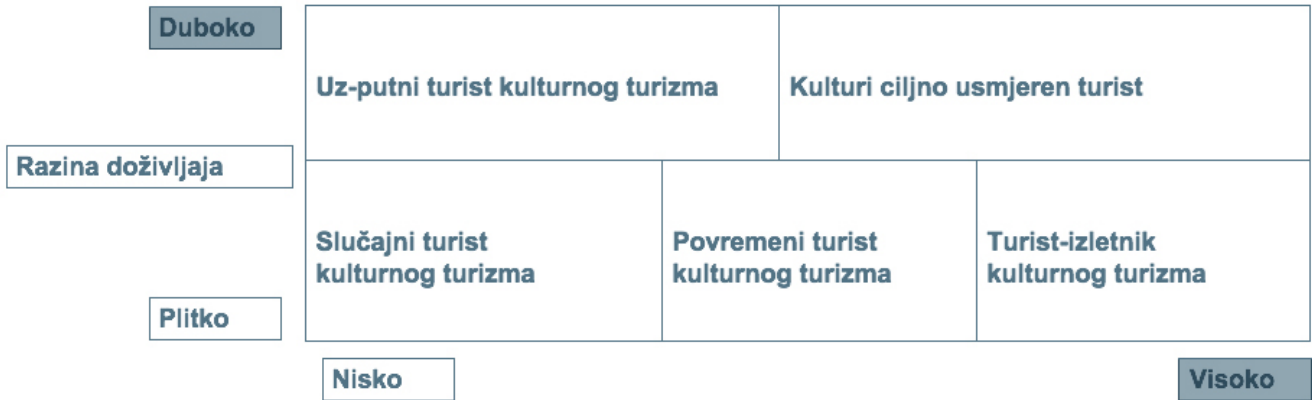 Duboko
Uz-putni turist kulturnog turizma
Kulturi ciljno usmjeren turist
Razina doživljaja
Slučajni turist
kulturnog turizma
Povremeni turist
kulturnog turizma
Turist-izletnik
kulturnog turizma
Plitko
Nisko
Visoko